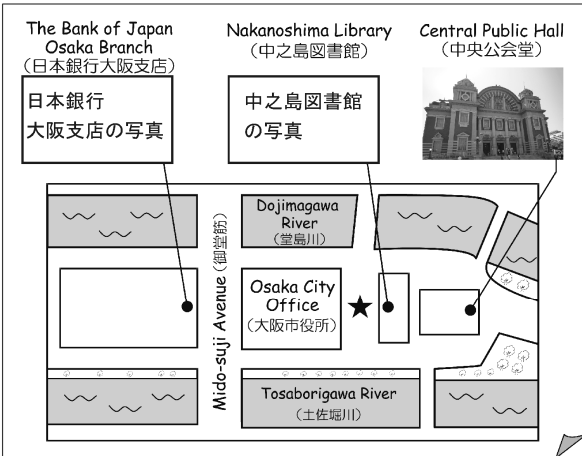 The Bank of Japan
Osaka Branch
(日本銀行大阪支店)
日本銀行
大阪支店の写真
Nakanoshima Library
(中之島図書館)
中之島図書館
の写真
Central Public Hall
(中央公会堂)
Dojimagawa
River
(堂島川)
Mido-suji Avenue (御堂筋)
Osaka City
Office
(大阪市役所)
Tosaborigawa River
(土佐堀川)